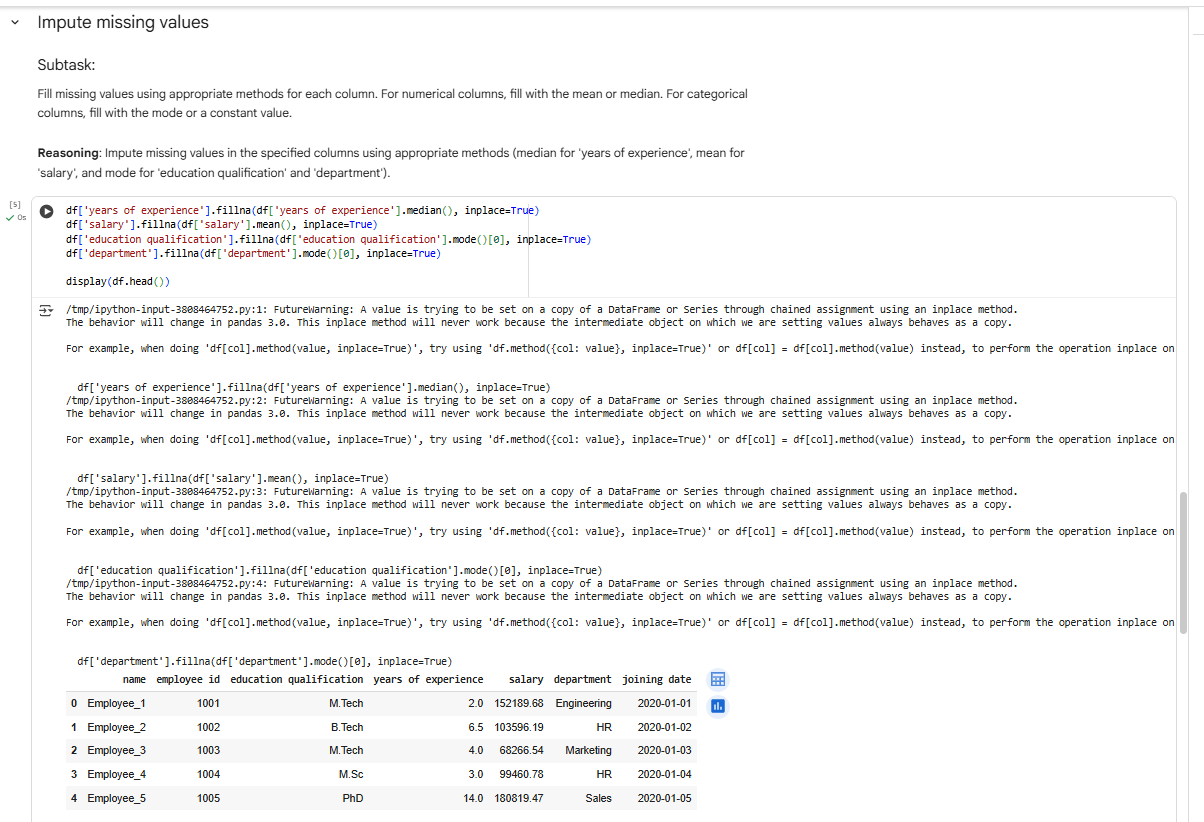 Impute missing values
Subtask:
Fill missing values using appropriate methods for each column. For numerical columns, fill with the mean or median. For categorical
columns, fill with the mode or a constant value.
Reasoning: Impute missing values in the specified columns using appropriate methods (median for 'years of experience', mean for
'salary', and mode for 'education qualification' and 'department').
[5]
0s
df['years of experience'].fillna(df['years of experience'].median(), inplace=True)
df['salary'].fillna(df['salary'].mean(), inplace=True)
df['education qualification'].fillna(df['education qualification'].mode()[0], inplace=True)
df['department'].fillna(df['department'].mode()[0], inplace=True)
display(df.head())
/tmp/ipython-input-3808464752.py:1: FutureWarning: A value is trying to be set on a copy of a DataFrame or Series through chained assignment using an inplace method.
The behavior will change in pandas 3.0. This inplace method will never work because the intermediate object on which we are setting values always behaves as a copy.
For example, when doing 'df[col].method(value, inplace=True)', try using 'df.method({col: value}, inplace=True)' or df[col] = df[col].method(value) instead, to perform the operation inplace on
df['years of experience'].fillna(df['years of experience'].median(), inplace=True)
/tmp/ipython-input-3808464752.py:2: FutureWarning: A value is trying to be set on a copy of a DataFrame or Series through chained assignment using an inplace method.
The behavior will change in pandas 3.0. This inplace method will never work because the intermediate object on which we are setting values always behaves as a copy.
For example, when doing 'df[col].method(value, inplace=True)', try using 'df.method({col: value}, inplace=True)' or df[col] = df[col].method(value) instead, to perform the operation inplace on
df['salary'].fillna(df['salary'].mean(), inplace=True)
/tmp/ipython-input-3808464752.py:3: FutureWarning: A value is trying to be set on a copy of a DataFrame or Series through chained assignment using an inplace method.
The behavior will change in pandas 3.0. This inplace method will never work because the intermediate object on which we are setting values always behaves as a copy.
For example, when doing 'df[col].method(value, inplace=True)', try using 'df.method({col: value}, inplace=True)' or df[col] = df[col].method(value) instead, to perform the operation inplace on
df['education qualification'].fillna(df['education qualification'].mode()[0], inplace=True)
/tmp/ipython-input-3808464752.py:4: FutureWarning: A value is trying to be set on a copy of a DataFrame or Series through chained assignment using an inplace method.
The behavior will change in pandas 3.0. This inplace method will never work because the intermediate object on which we are setting values always behaves as a copy.
For example, when doing 'df[col].method(value, inplace=True)', try using 'df.method({col: value}, inplace=True)' or df[col] = df[col].method(value) instead, to perform the operation inplace on
df['department'].fillna(df['department'].mode()[0], inplace=True)
name employee id education qualification years of experience salary department joining date
0 Employee_1 1001 M.Tech 2.0 152189.68 Engineering 2020-01-01
1 Employee_2 1002 B.Tech 6.5 103596.19 HR 2020-01-02
2 Employee_3 1003 M.Tech 4.0 68266.54 Marketing 2020-01-03
3 Employee_4 1004 M.Sc 3.0 99460.78 HR 2020-01-04
4 Employee_5 1005 PhD 14.0 180819.47 Sales 2020-01-05